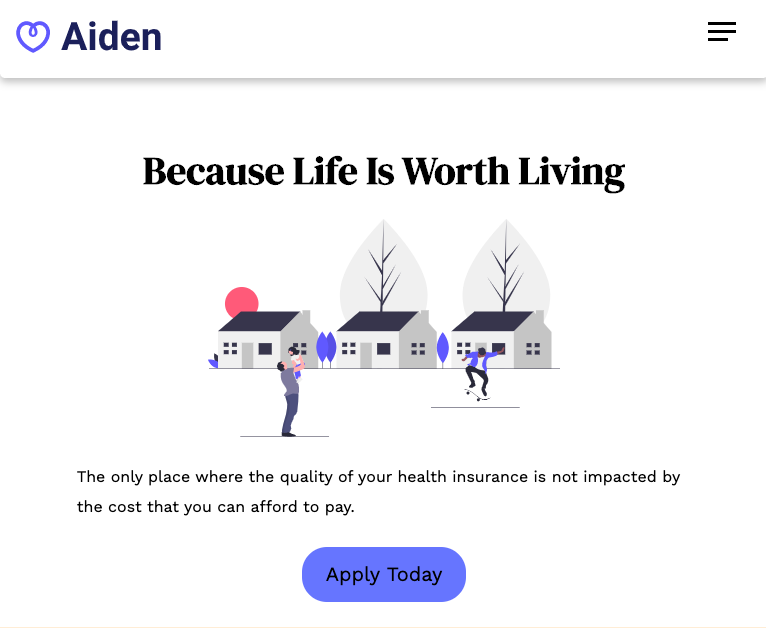 Aiden
Because Life Is Worth Living
The only place where the quality of your health insurance is not impacted by
the cost that you can afford to pay.
Apply Today